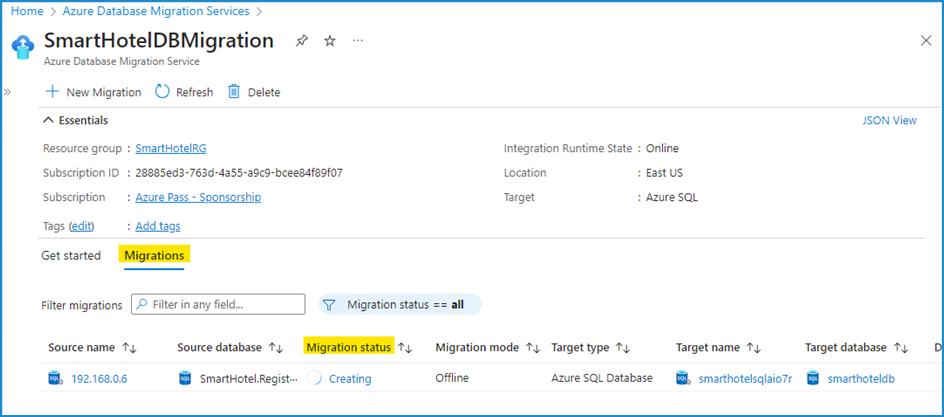 Home > Azure Database Migration Services >
SmartHotelDBMigration ...
Azure Database Migration Service
» + New Migration Refresh Delete
Essentials JSON View
Resource group : SmartHotelRG Integration Runtime State : Online
Subscription ID : 28885ed3-763d-4a55-a9c9-bcee84f89f07 Location : East US
Subscription : Azure Pass - Sponsorship Target : Azure SQL
Tags (edit) : Add tags
Get started Migrations
Filter migrations Filter in any field... Migration status == all
Source name ↑↓ Source database ↑↓ Migration status ↑↓ Migration mode ↑↓ Target type ↑↓ Target name ↑↓ Target database ↑↓ D
SQL 192.168.0.6 SQL SmartHotel.Regist··· Creating Offline Azure SQL Database SQL smarthotelsqlaio7r SQL smarthoteldb